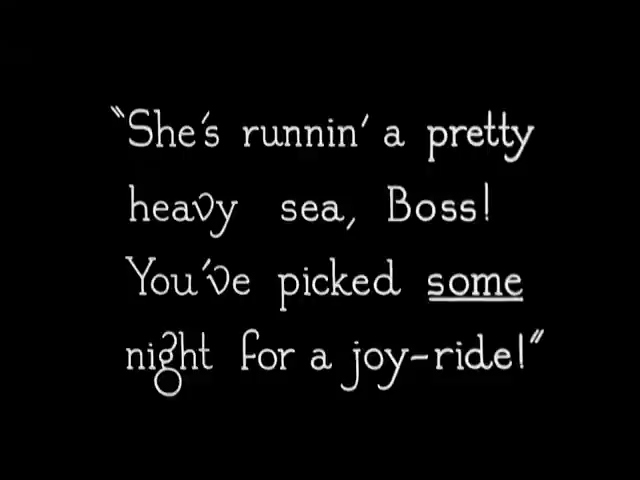 "She's runnin' a pretty
heavy sea, Boss!
You've picked some
night for a joy-ride!"